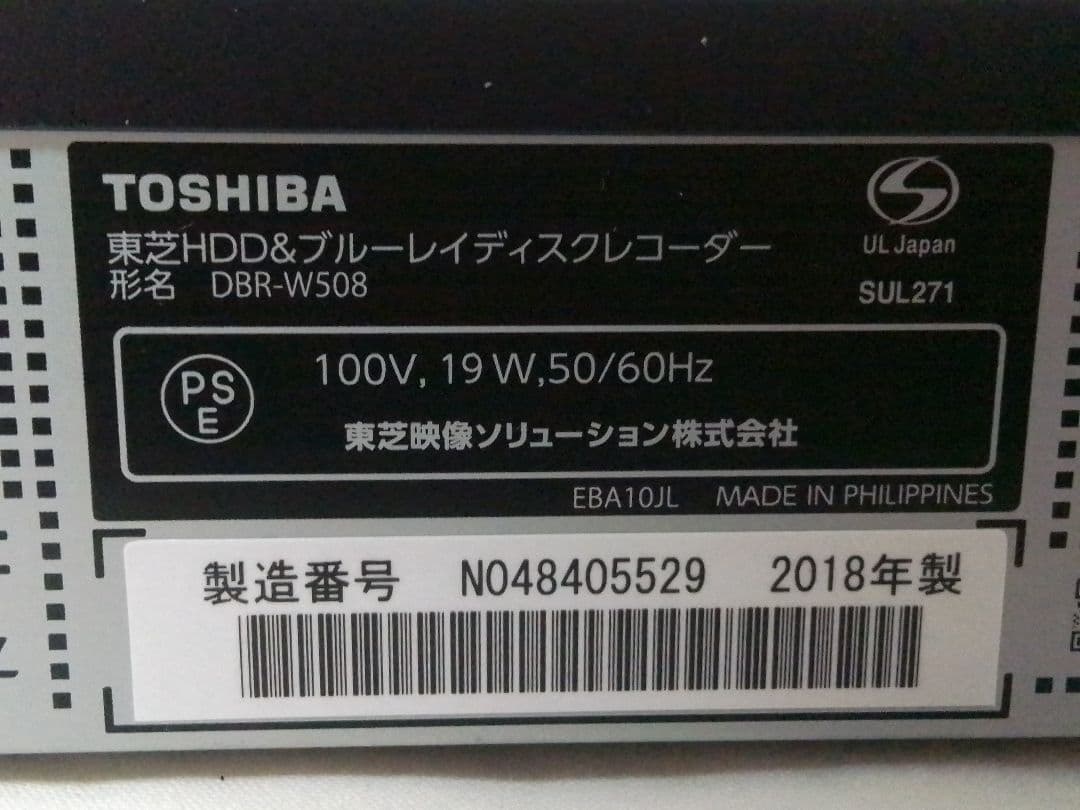 TOSHIBA
東芝HDD&ブルーレイディスクレコーダー
形名 DBR-W508
UL Japan
SUL271
PSE
100V, 19W,50/60Hz
東芝映像ソリューション株式会社
EBA10JL MADE IN PHILIPPINES
製造番号 N048405529 2018年製